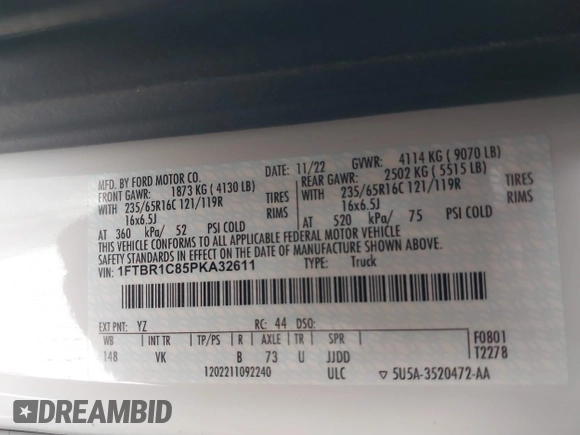 MFD. BY FORD MOTOR CO.
DATE: 11/22 GVWR: 4114 KG ( 9070 LB)
FRONT GAWR: 1873 KG ( 4130 LB) REAR GAWR: 2502 KG ( 5515 LB)
WITH 235/65R16C 121/119R TIRES WITH 235/65R16C 121/119R TIRES
16x6.5J RIMS 16x6.5J RIMS
AT 360 kPa/ 52 PSI COLD AT 520 kPa/ 75 PSI COLD
THIS VEHICLE CONFORMS TO ALL APPLICABLE FEDERAL MOTOR VEHICLE
SAFETY STANDARDS IN EFFECT ON THE DATE OF MANUFACTURE SHOWN ABOVE.
VIN: 1FTBR1C85PKA32611 TYPE: Truck
EXT PNT: YZ RC: 44 DSO:
WB INT TR TP/PS R AXLE TR SPR F0801
148 VK B 73 U JJDD T2278
1202211092240 ULC ▽ 5U5A-3520472-AA
DREAMBID